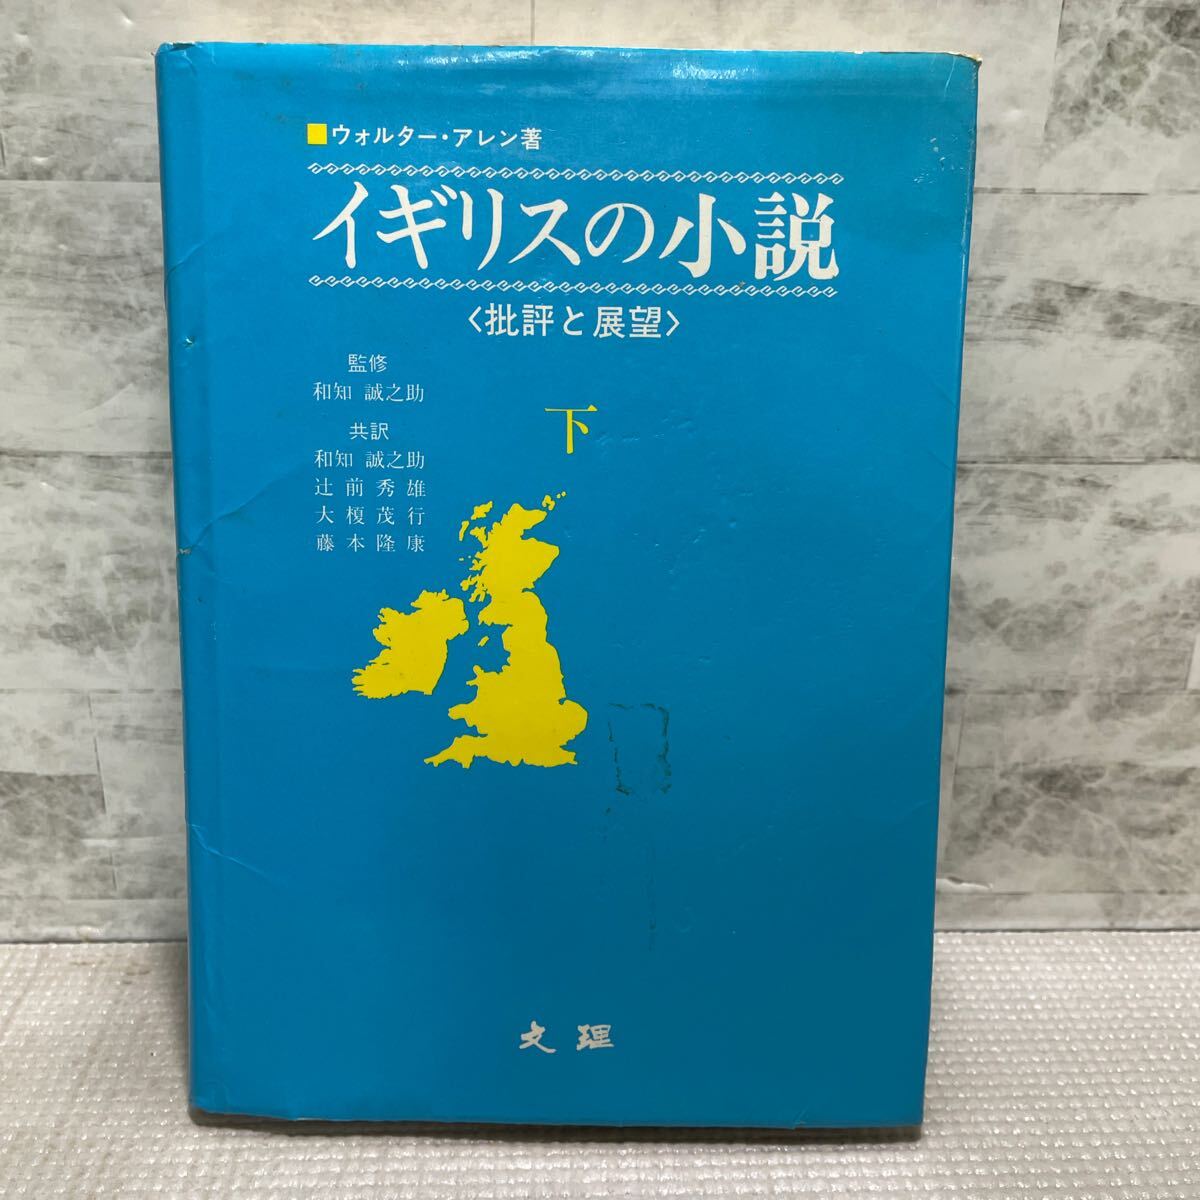 ■ウォルター・アレン著
イギリスの小説
〈批評と展望〉
監修
和知 誠之助
下
共訳
和知 誠之助
辻前秀雄
大榎茂行
藤本隆康
文理